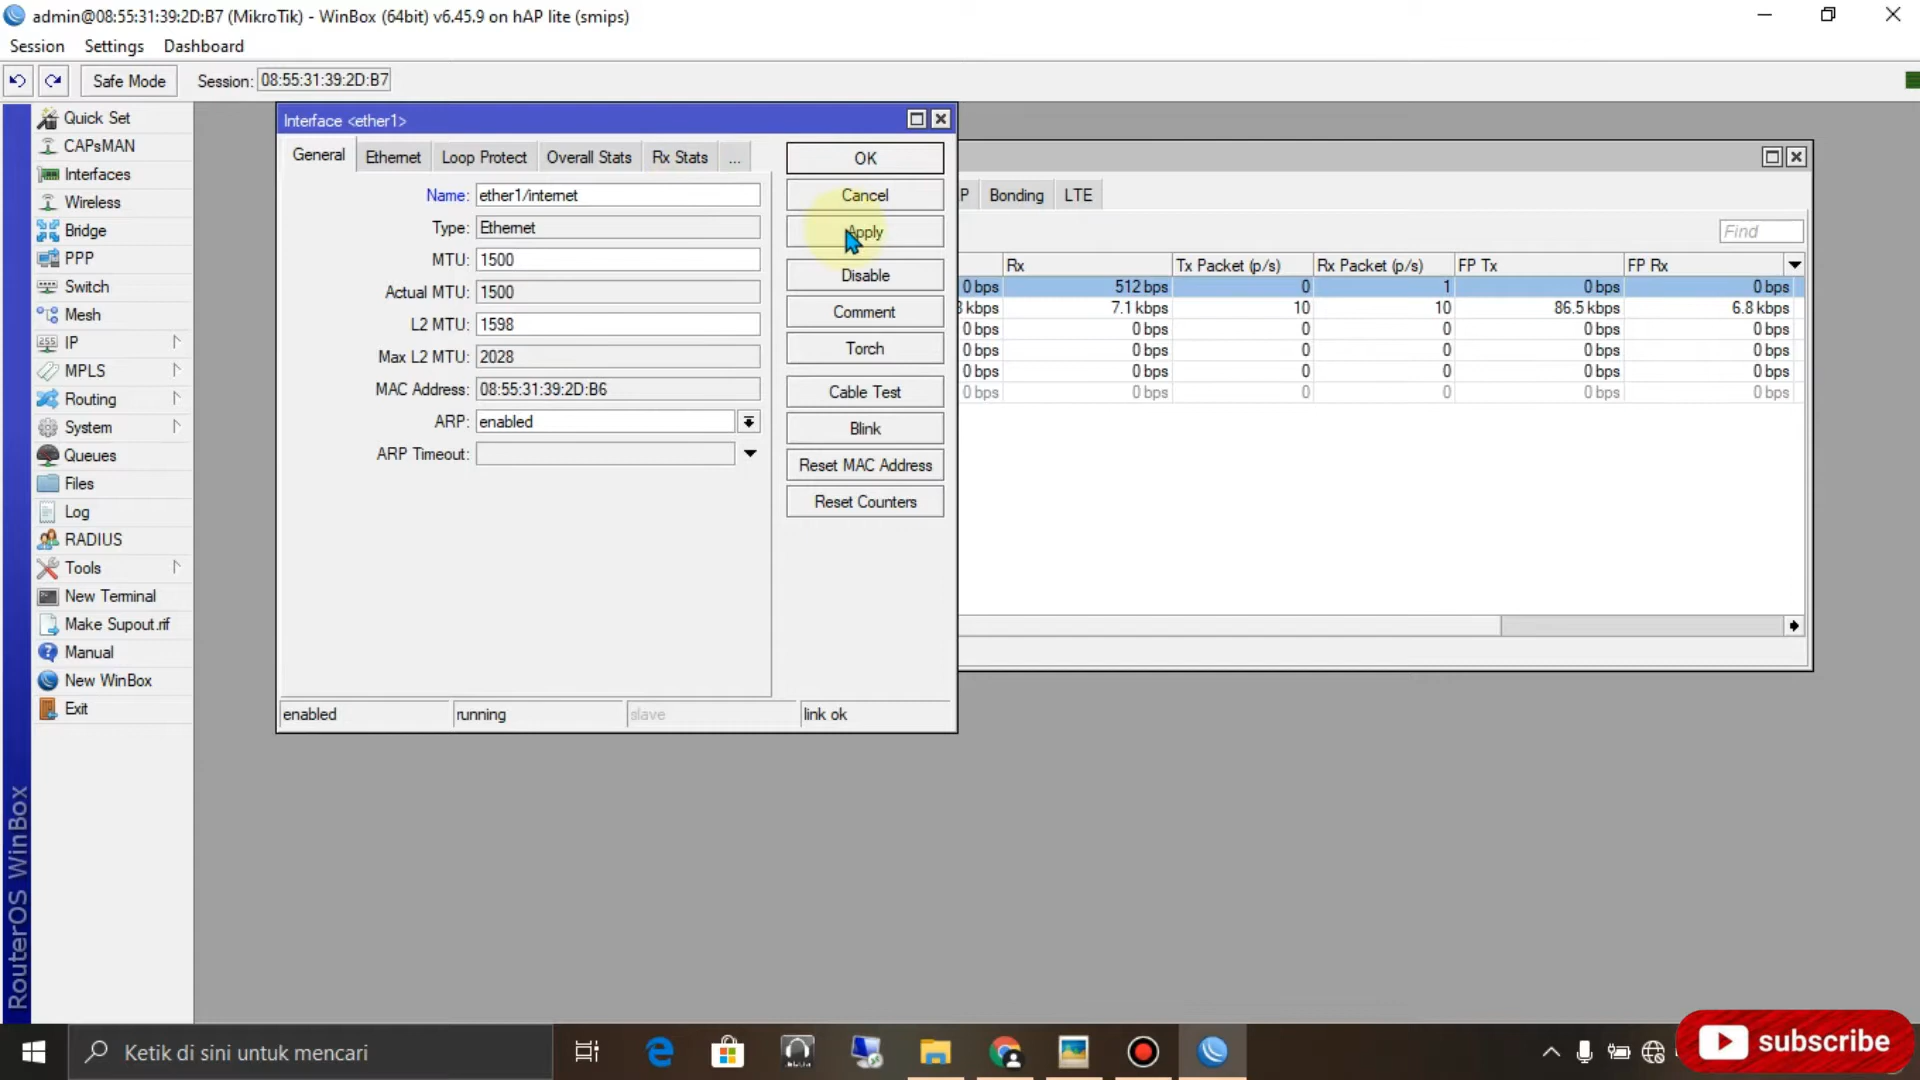 admin@08:55:31:39:2D:B7 (MikroTik) - WinBox (64bit) v6.45.9 on hAP lite (smips)
Session Settings Dashboard
Safe Mode Session: 08:55:31:39:2D:B7
Quick Set
CAPsMAN
Interfaces
Wireless
Bridge
PPP
Switch
Mesh
IP
MPLS
Routing
System
Queues
Files
Log
RADIUS
Tools
New Terminal
Make Supout.rif
Manual
New WinBox
Exit
RouterOS WinBox
Interface <ether1>
General Ethernet Loop Protect Overall Stats Rx Stats ...
Name: ether1/internet
Type: Ethernet
MTU: 1500
Actual MTU: 1500
L2 MTU: 1598
Max L2 MTU: 2028
MAC Address: 08:55:31:39:2D:B6
ARP: enabled
ARP Timeout:
OK
Cancel
Apply
Disable
Comment
Torch
Cable Test
Blink
Reset MAC Address
Reset Counters
enabled running slave link ok
P Bonding LTE
Find
Rx Tx Packet (p/s) Rx Packet (p/s) FP Tx FP Rx
0 bps 512 bps 0 1 0 bps 0 bps
kbps 7.1 kbps 10 10 86.5 kbps 6.8 kbps
0 bps 0 bps 0 0 0 bps 0 bps
0 bps 0 bps 0 0 0 bps 0 bps
0 bps 0 bps 0 0 0 bps 0 bps
0 bps 0 bps 0 0 0 bps 0 bps
Ketik di sini untuk mencari
subscribe